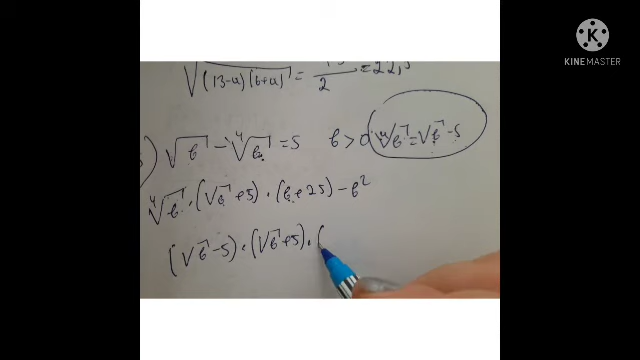 KINEMASTER
√(13-a)(6+a) = /2 = 22,5
) √b - ⁴√b = 5 b > 0 ⁴√b = √b - 5
⁴√b · (√b + 5) · (b + 25) - b²
(√b - 5) · (√b + 5) · (